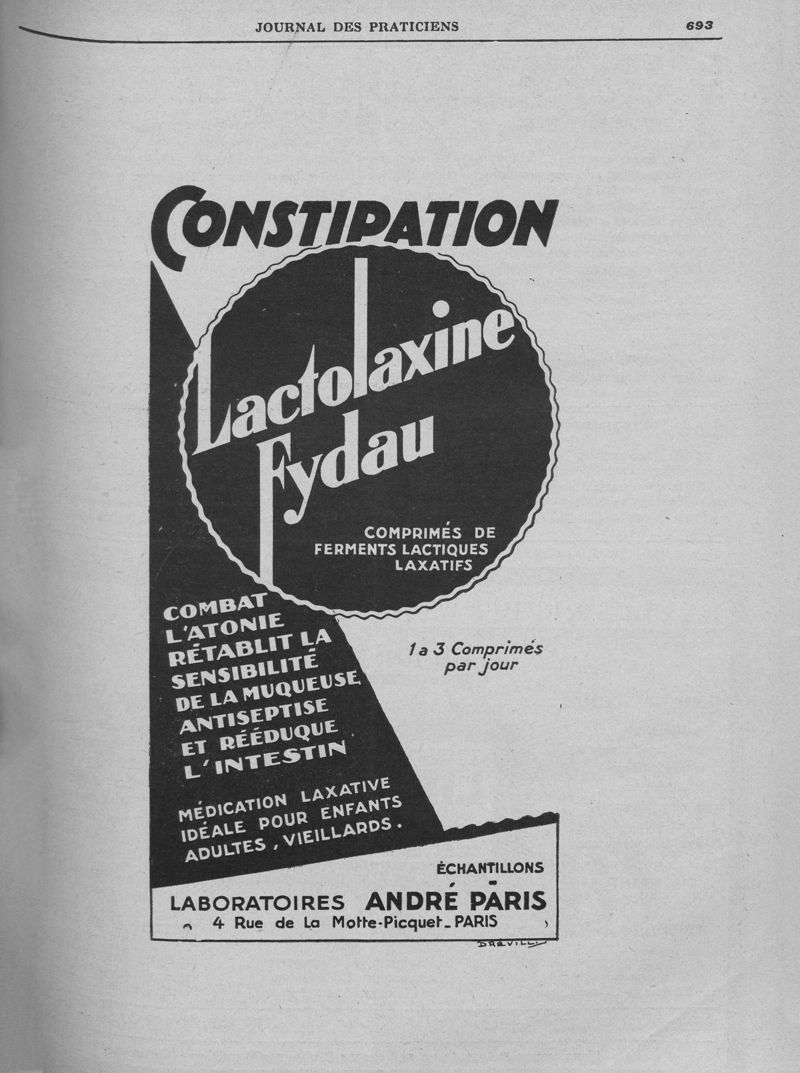 JOURNAL DES PRATICIENS 693
CONSTIPATION
Lactolaxine
Fydau
COMPRIMÉS DE
FERMENTS LACTIQUES
LAXATIFS
COMBAT
L'ATONIE
RÉTABLIT LA
SENSIBILITÉ
DE LA MUQUEUSE
ANTISEPTISE
ET RÉÉDUQUE
L'INTESTIN
1 a 3 Comprimés
par jour
MÉDICATION LAXATIVE
IDÉALE POUR ENFANTS
ADULTES, VIEILLARDS.
ÉCHANTILLONS
LABORATOIRES ANDRÉ PÂRIS
4 Rue de La Motte-Picquet_PARIS